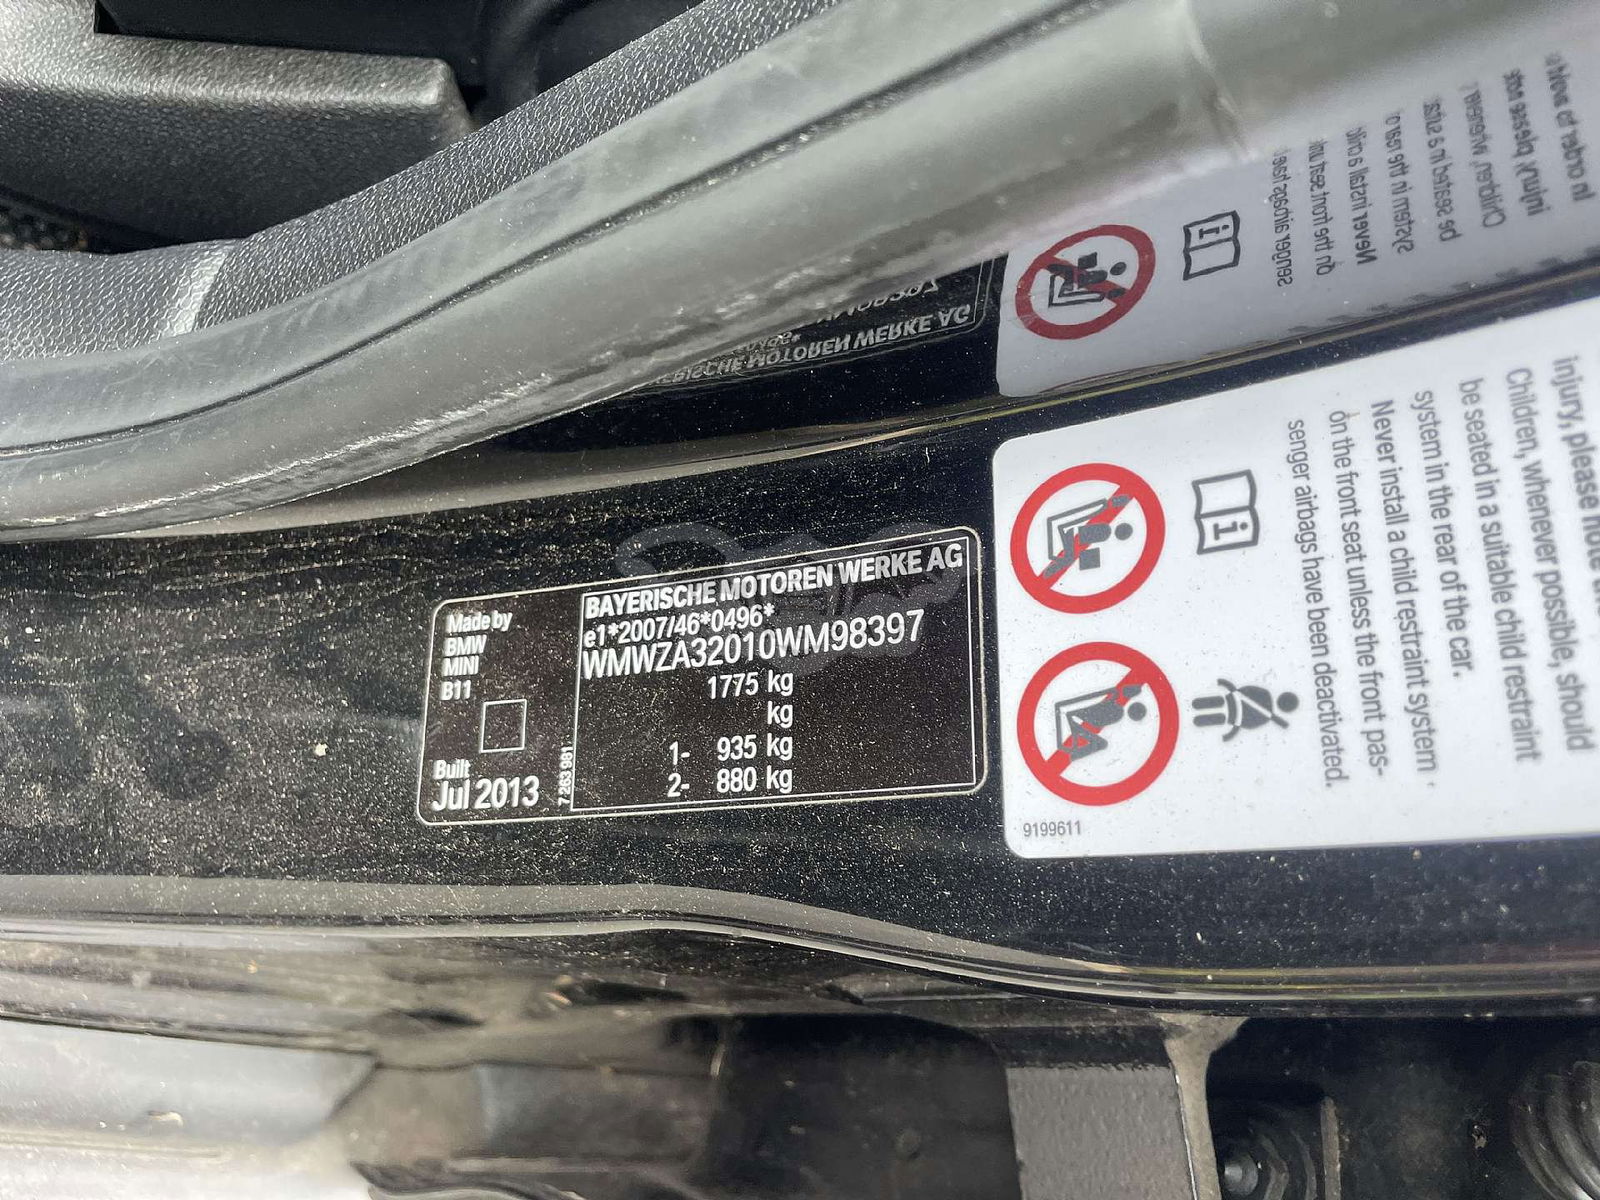 Made by
BMW
MINI
B11
Built
Jul 2013
7 263 981
BAYERISCHE MOTOREN WERKE AG
e1*2007/46*0496*
WMWZA32010WM98397
1775 kg
kg
1- 935 kg
2- 880 kg
injury, please note
Children, whenever possible, should
be seated in a suitable child restraint
system in the rear of the car.
Never install a child restraint system
on the front seat unless the front pas-
senger airbags have been deactivated.
9199611